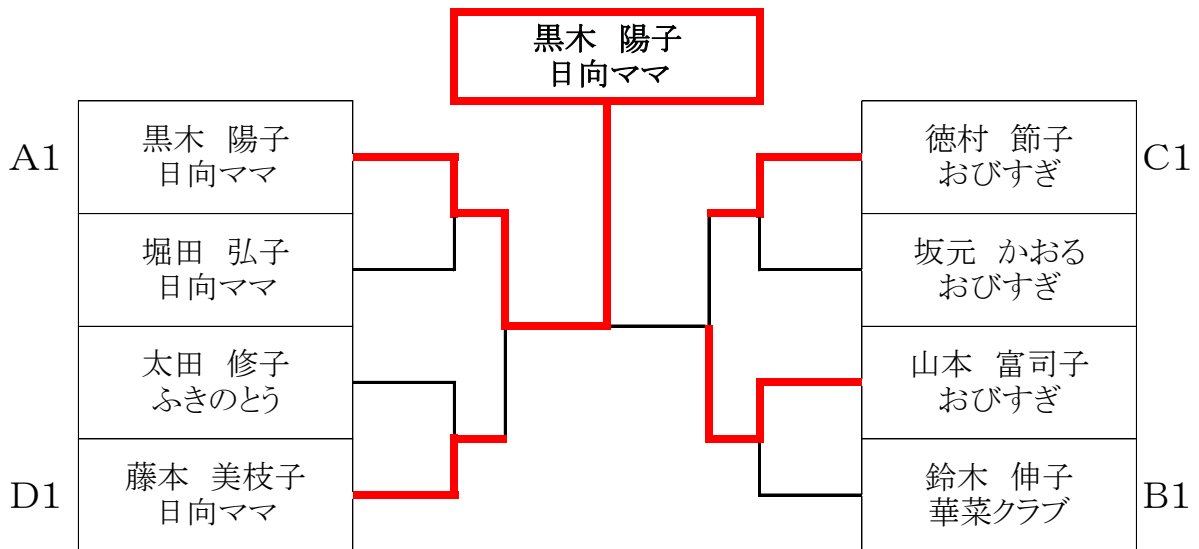 黒木　陽子
日向ママ
A1
黒木　陽子
日向ママ
堀田　弘子
日向ママ
太田　修子
ふきのとう
D1
藤本　美枝子
日向ママ
徳村　節子
おびすぎ
C1
坂元　かおる
おびすぎ
山本　富司子
おびすぎ
鈴木　伸子
華菜クラブ
B1